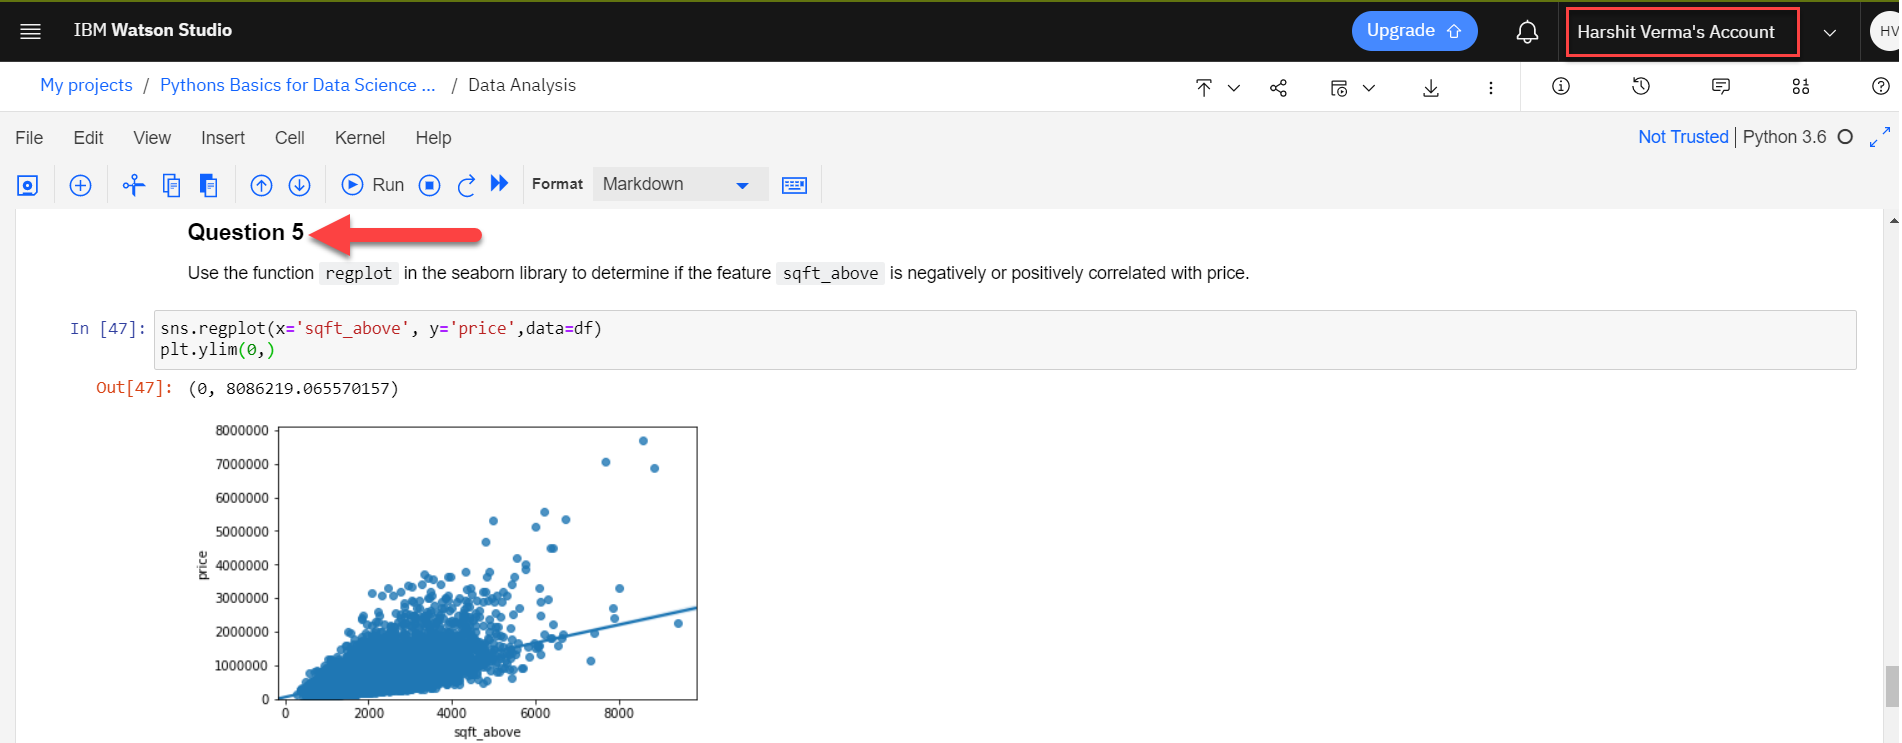 IBM Watson Studio
Upgrade
Harshit Verma's Account
HV
My projects / Pythons Basics for Data Science ... / Data Analysis
File Edit View Insert Cell Kernel Help
Not Trusted | Python 3.6
Run
Format
Markdown
Question 5
Use the function regplot in the seaborn library to determine if the feature sqft_above is negatively or positively correlated with price.
In [47]: sns.regplot(x='sqft_above', y='price',data=df)
plt.ylim(0,)
Out[47]: (0, 8086219.065570157)
8000000
7000000
6000000
5000000
4000000
3000000
2000000
1000000
0
price
0 2000 4000 6000 8000
sqft_above